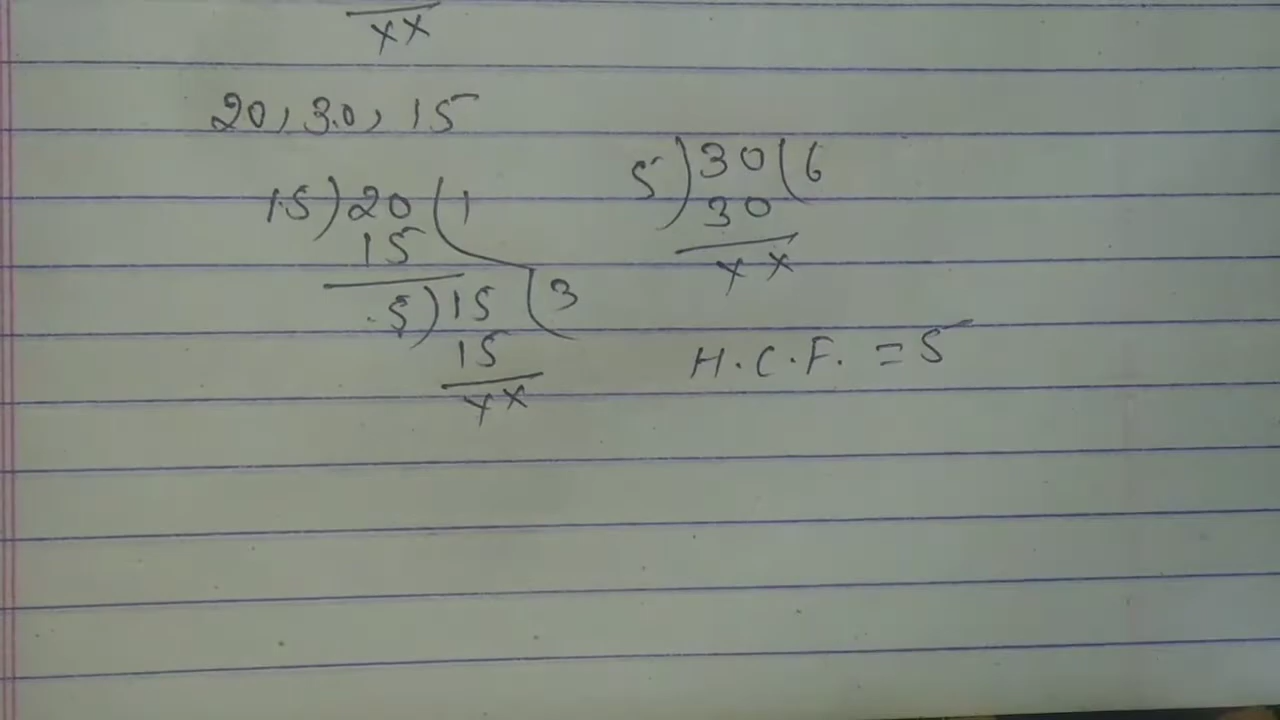 xx
20, 30, 15
15)20(1
15
5)15(3
15
xx
5)30(6
30
xx
H.C.F. = 5